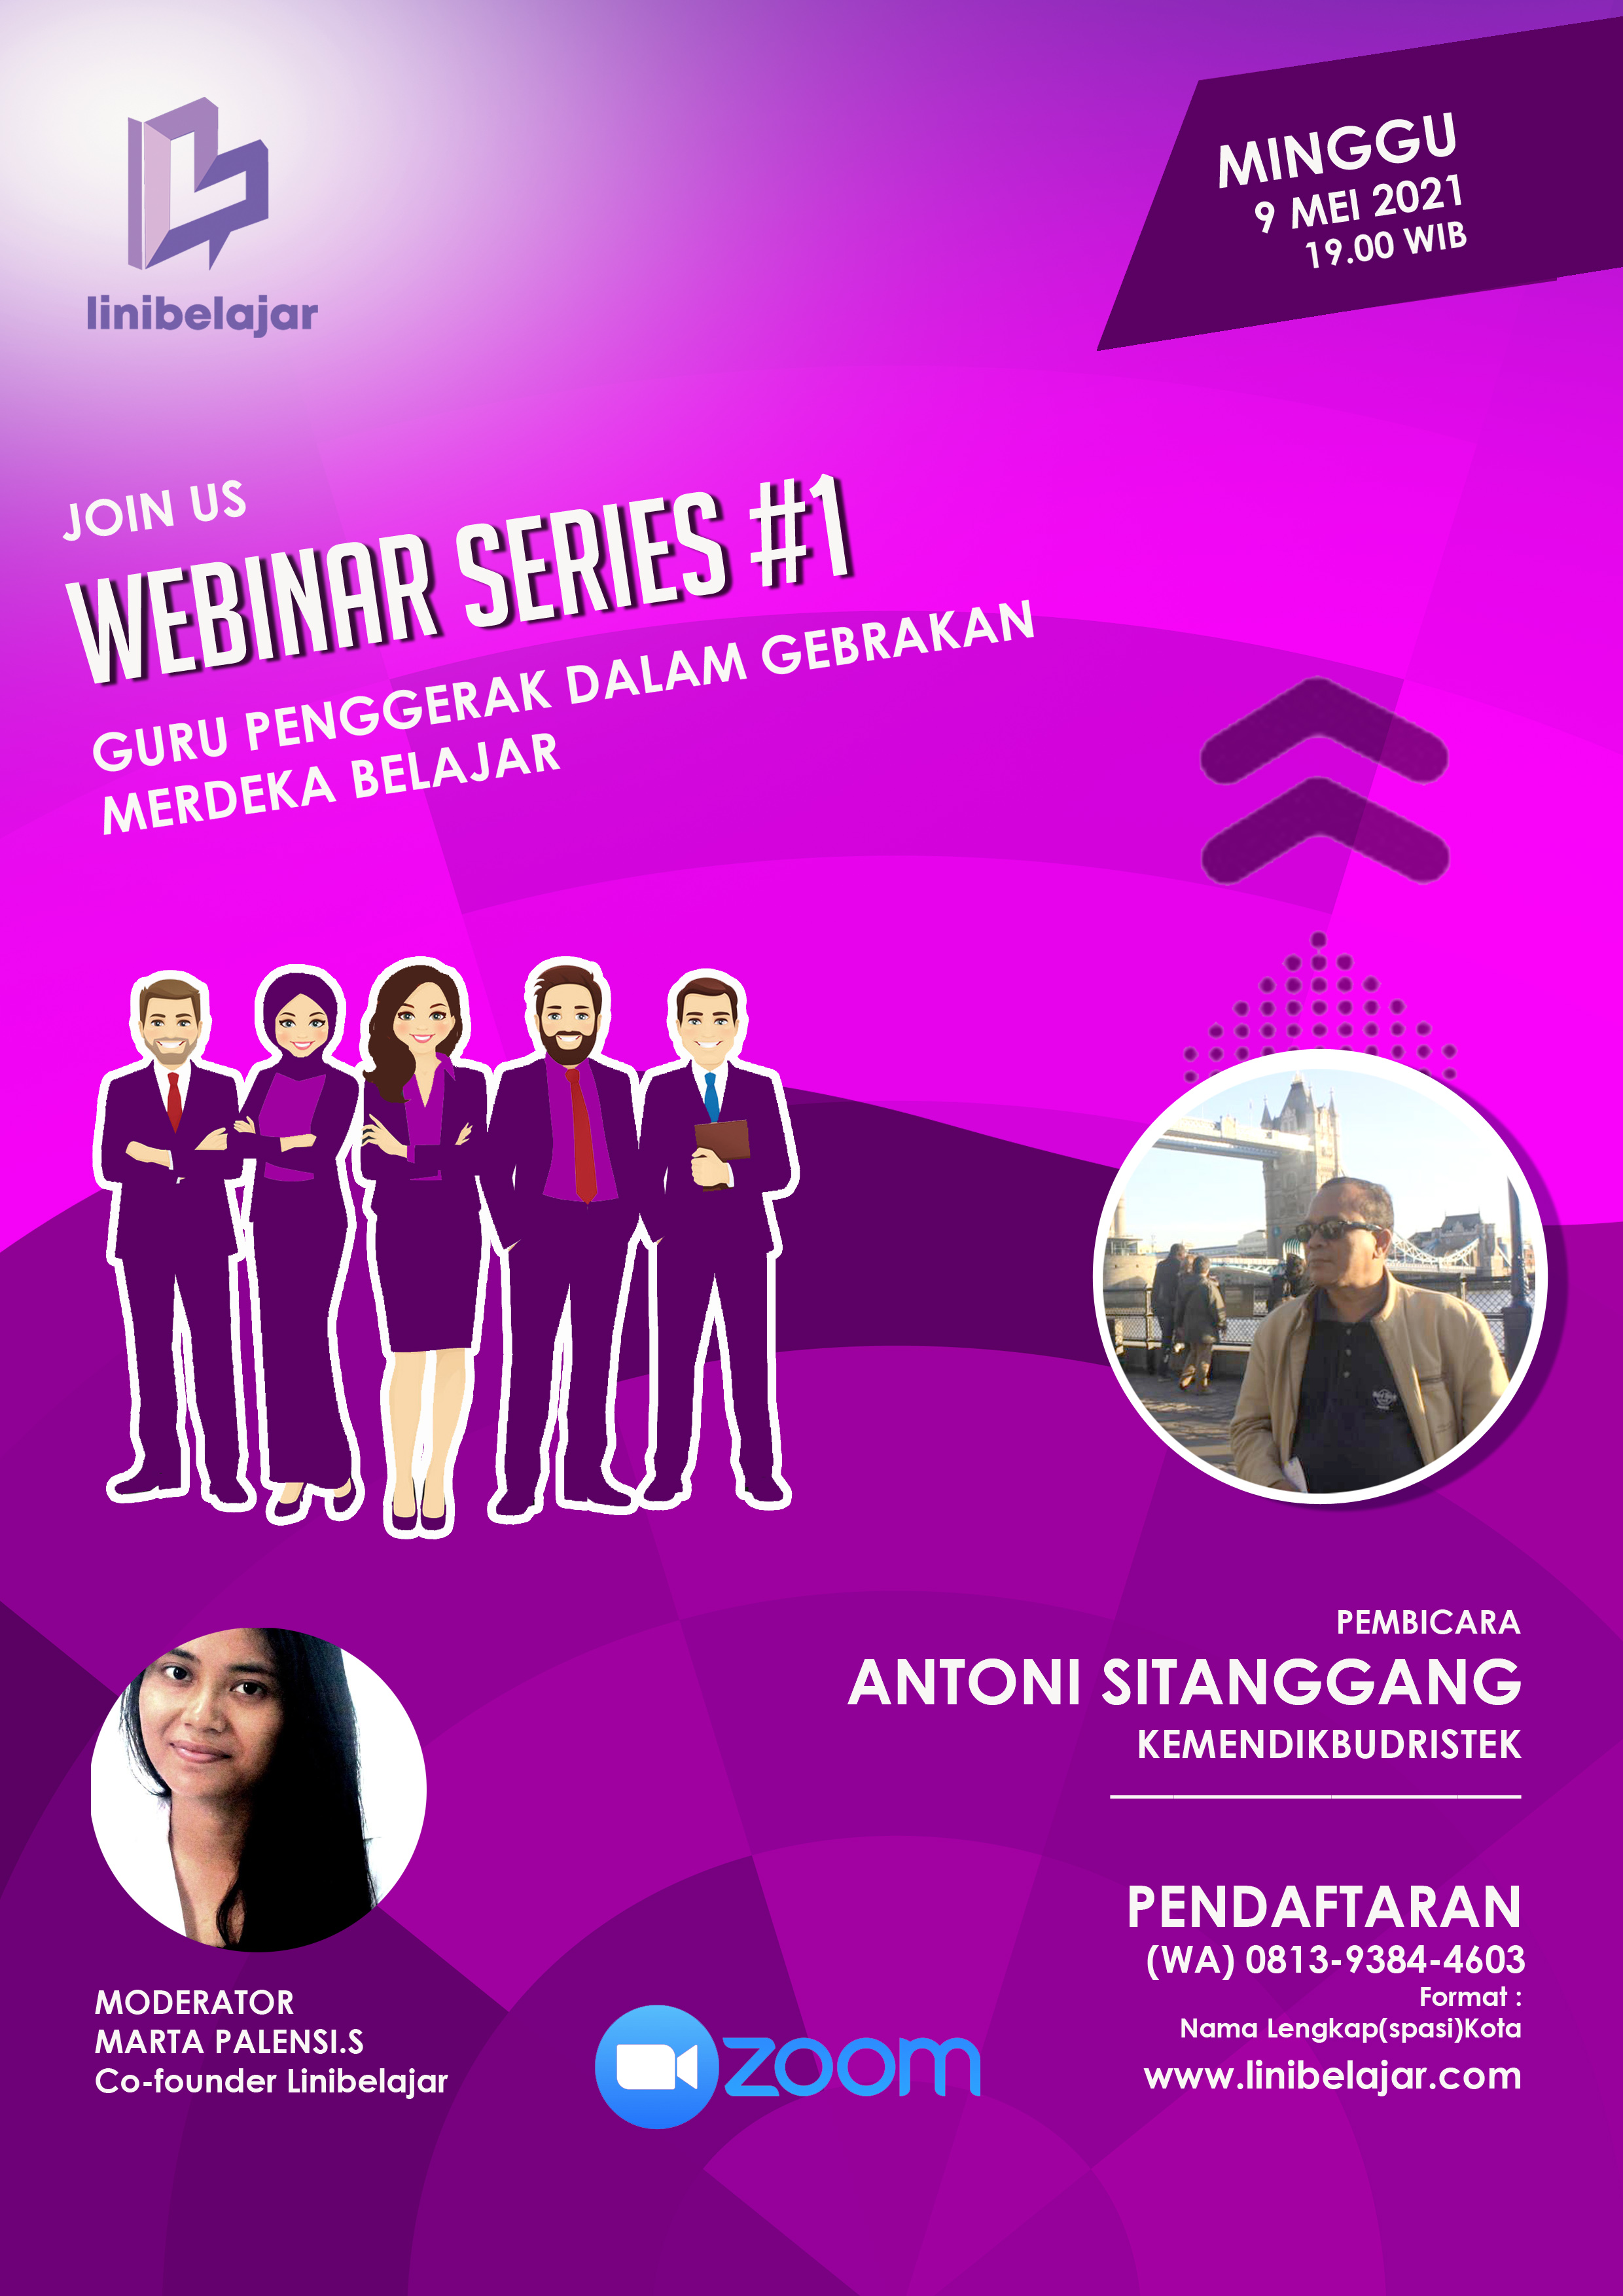 linibelajar
MINGGU
9 MEI 2021
19.00 WIB
JOIN US
WEBINAR SERIES #1
GURU PENGGERAK DALAM GEBRAKAN
MERDEKA BELAJAR
PEMBICARA
ANTONI SITANGGANG
KEMENDIKBUDRISTEK
PENDAFTARAN
(WA) 0813-9384-4603
Format :
Nama Lengkap(spasi)Kota
www.linibelajar.com
MODERATOR
MARTA PALENSI.S
Co-founder Linibelajar
zoom